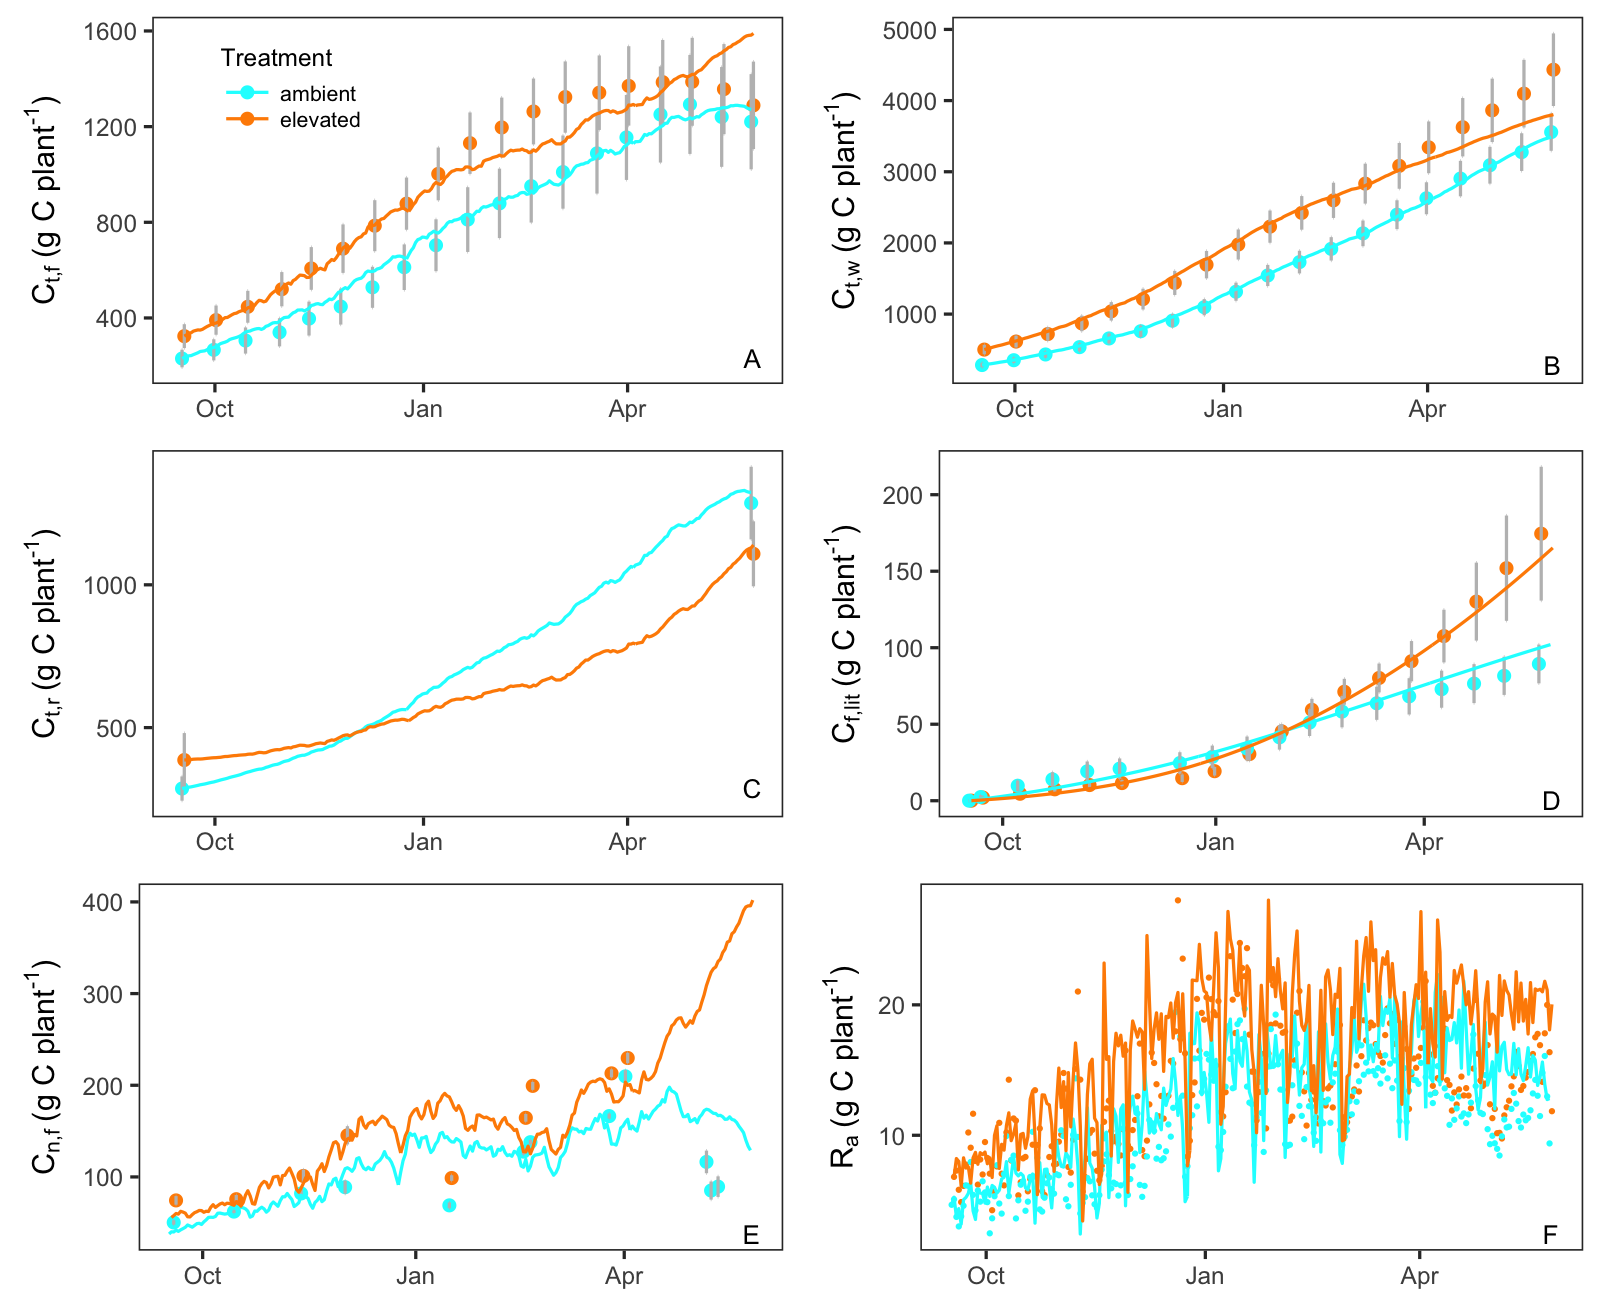 1600
1200
800
400
C_t,f (g C plant^-1)
Treatment
ambient
elevated
A
Oct Jan Apr
5000
4000
3000
2000
1000
C_t,w (g C plant^-1)
B
Oct Jan Apr
1000
500
C_t,r (g C plant^-1)
C
Oct Jan Apr
200
150
100
50
0
C_f,lit (g C plant^-1)
D
Oct Jan Apr
400
300
200
100
C_n,f (g C plant^-1)
E
Oct Jan Apr
20
10
R_a (g C plant^-1)
F
Oct Jan Apr